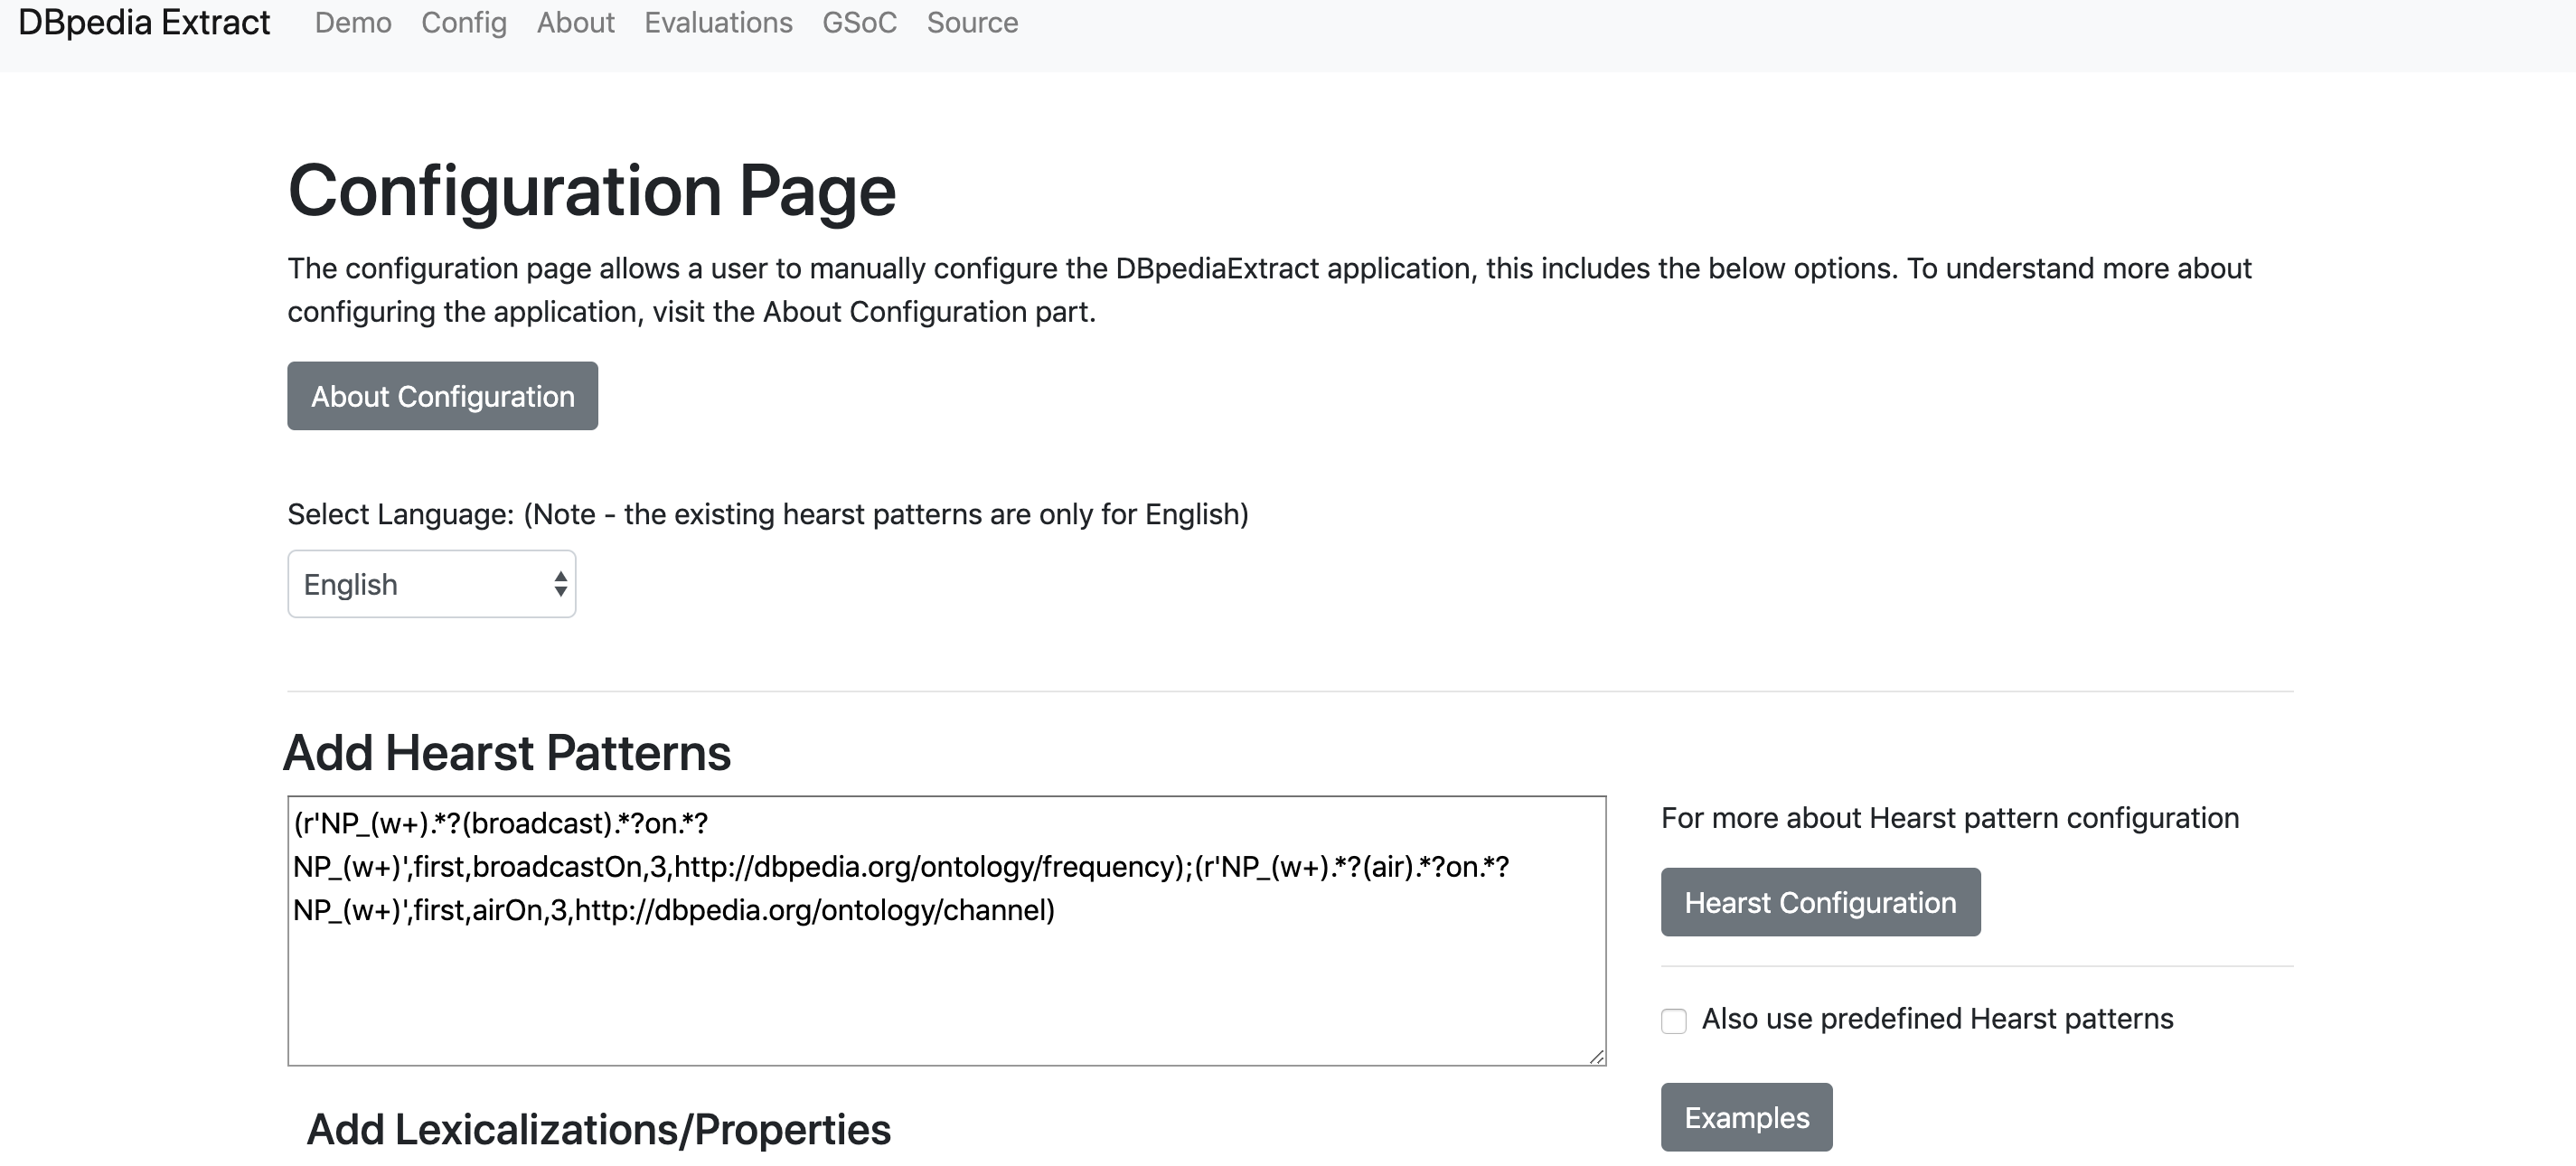 DBpedia Extract Demo Config About Evaluations GSoC Source
Configuration Page
The configuration page allows a user to manually configure the DBpediaExtract application, this includes the below options. To understand more about
configuring the application, visit the About Configuration part.
About Configuration
Select Language: (Note - the existing hearst patterns are only for English)
English
Add Hearst Patterns
(r'NP_(w+).*?(broadcast).*?on.*?
NP_(w+)',first,broadcastOn,3,http://dbpedia.org/ontology/frequency);(r'NP_(w+).*?(air).*?on.*?
NP_(w+)',first,airOn,3,http://dbpedia.org/ontology/channel)
For more about Hearst pattern configuration
Hearst Configuration
Also use predefined Hearst patterns
Examples
Add Lexicalizations/Properties